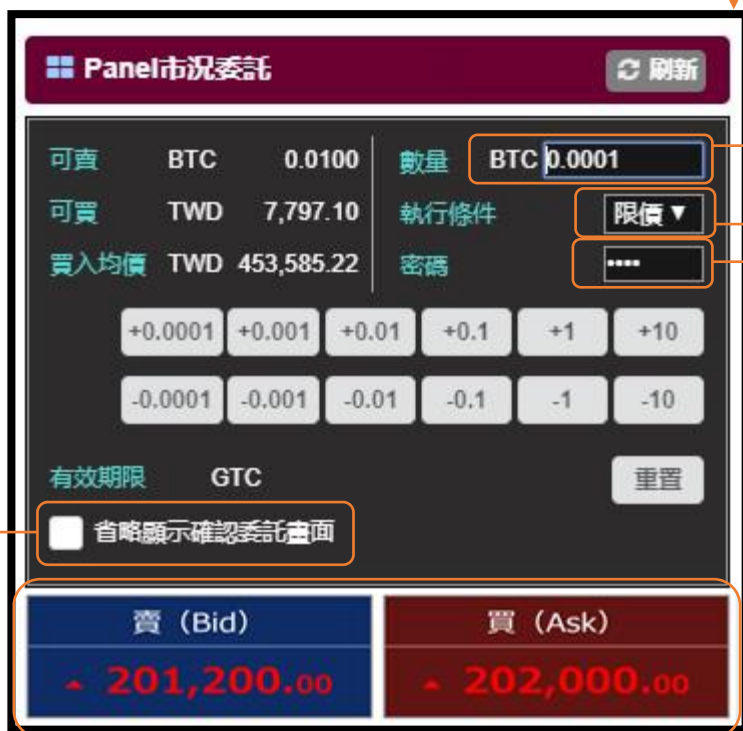 Panel市況委託
刷新
可賣 BTC 0.0100
數量 BTC 0.0001
可買 TWD 7,797.10
執行條件 限價▼
買入均價 TWD 453,585.22
密碼 ••••
+0.0001 +0.001 +0.01 +0.1 +1 +10
-0.0001 -0.001 -0.01 -0.1 -1 -10
有效期限 GTC
重置
省略顯示確認委託畫面
賣（Bid）
買（Ask）
201,200.00
202,000.00